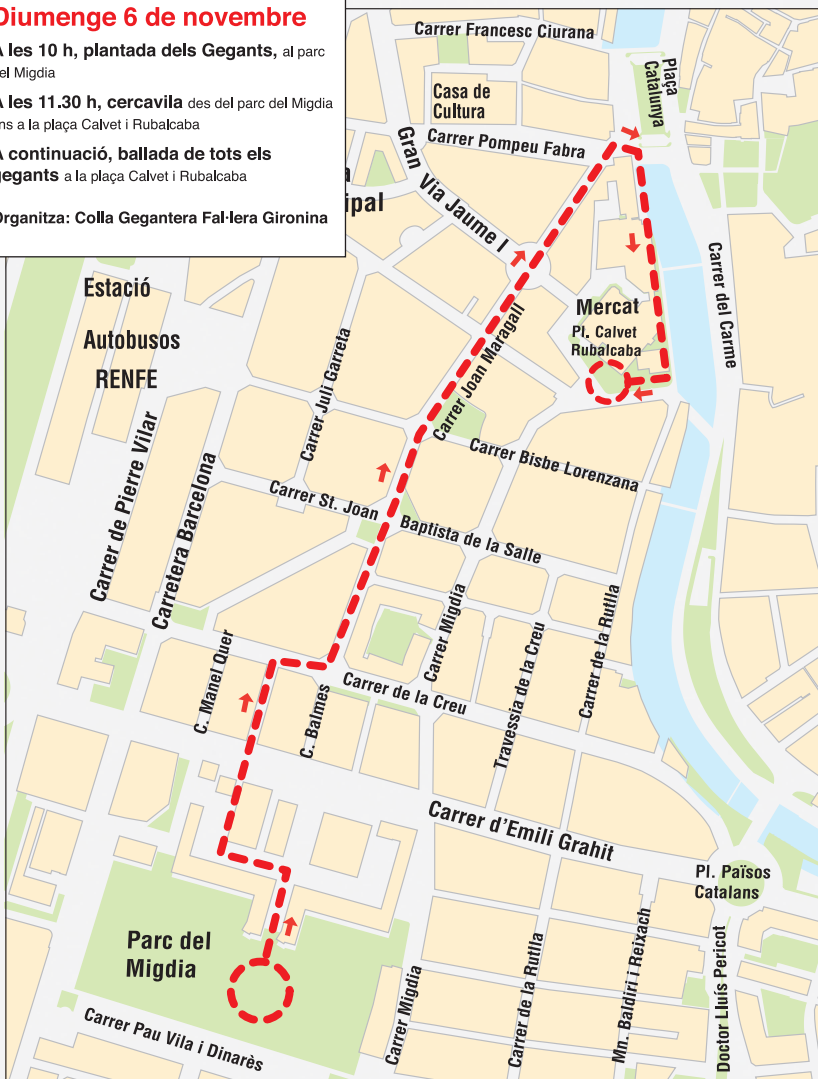 Diumenge 6 de novembre
A les 10 h, plantada dels Gegants, al parc
del Migdia
A les 11.30 h, cercavila des del parc del Migdia
fins a la plaça Calvet i Rubalcaba
A continuació, ballada de tots els
gegants a la plaça Calvet i Rubalcaba
Organitza: Colla Gegantera Fal·lera Gironina
Carrer Francesc Ciurana
Plaça
Catalunya
Casa de
Cultura
Carrer Pompeu Fabra
Gran Via Jaume I
ipal
Carrer del Carme
Estació
Autobusos
RENFE
Mercat
Pl. Calvet
Rubalcaba
Carrer Juli Garreta
Carrer Joan Maragall
Carrer de Pierre Vilar
Carretera Barcelona
Carrer Bisbe Lorenzana
Carrer St. Joan Baptista de la Salle
Carrer Migdia
Travessia de la Creu
Carrer de la Rutlla
C. Manel Quer
C. Balmes
Carrer de la Creu
Carrer d'Emili Grahit
Pl. Països
Catalans
Parc del
Migdia
Carrer Migdia
Carrer de la Rutlla
Mn. Baldiri i Reixach
Doctor Lluís Pericot
Carrer Pau Vila i Dinarès